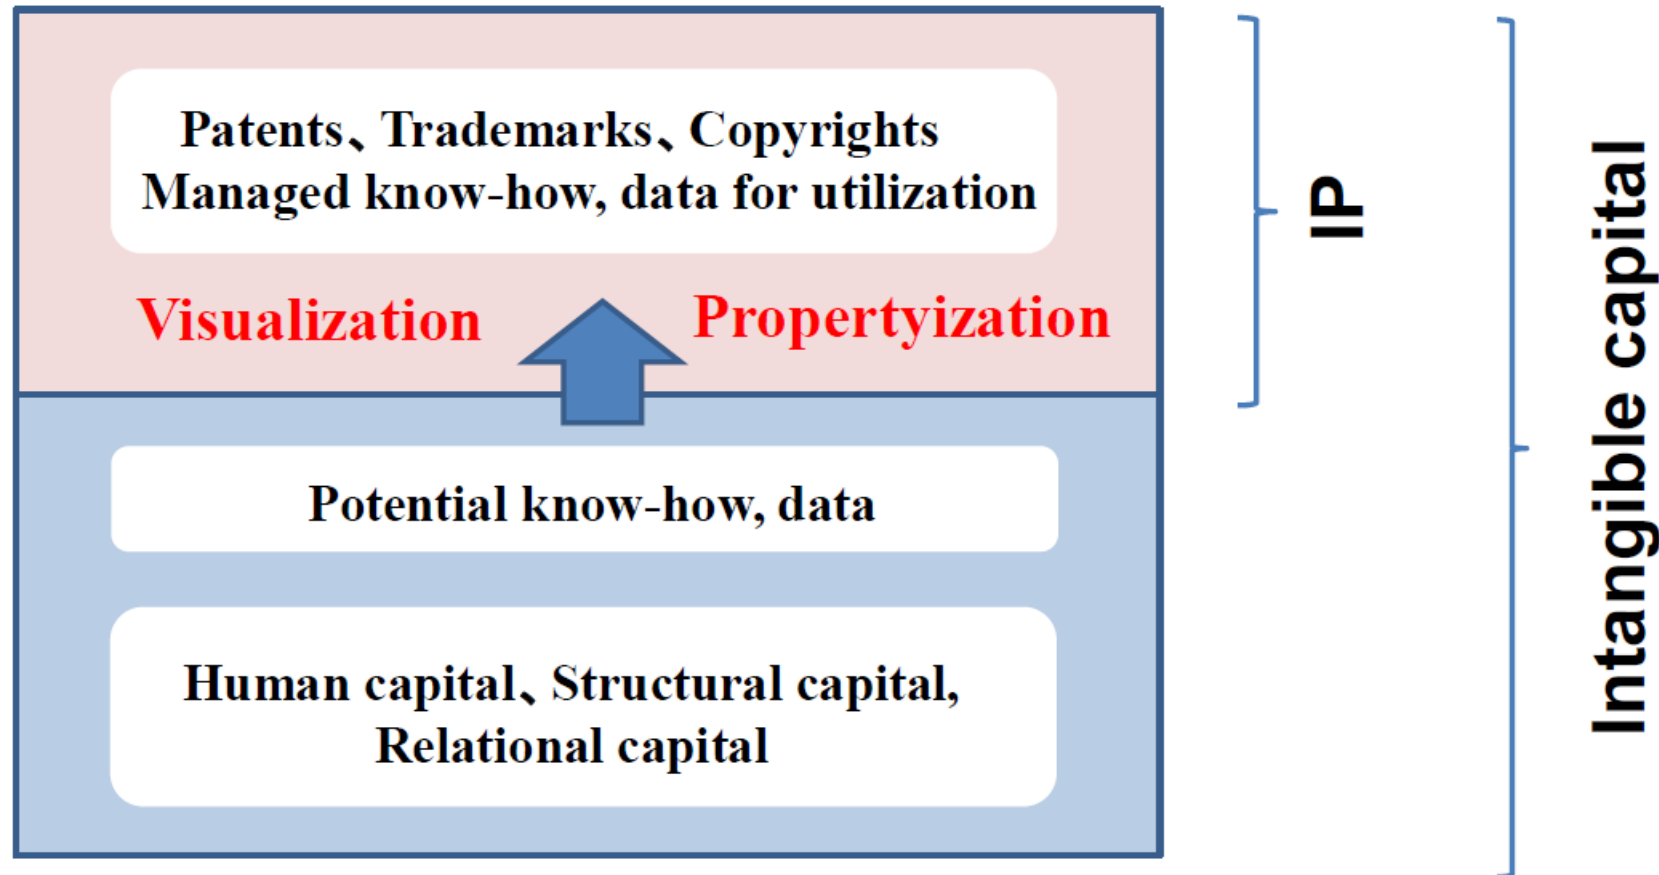 Patents、Trademarks、Copyrights
Managed know-how, data for utilization
Visualization
Propertyization
Potential know-how, data
Human capital、Structural capital,
Relational capital
IP
Intangible capital